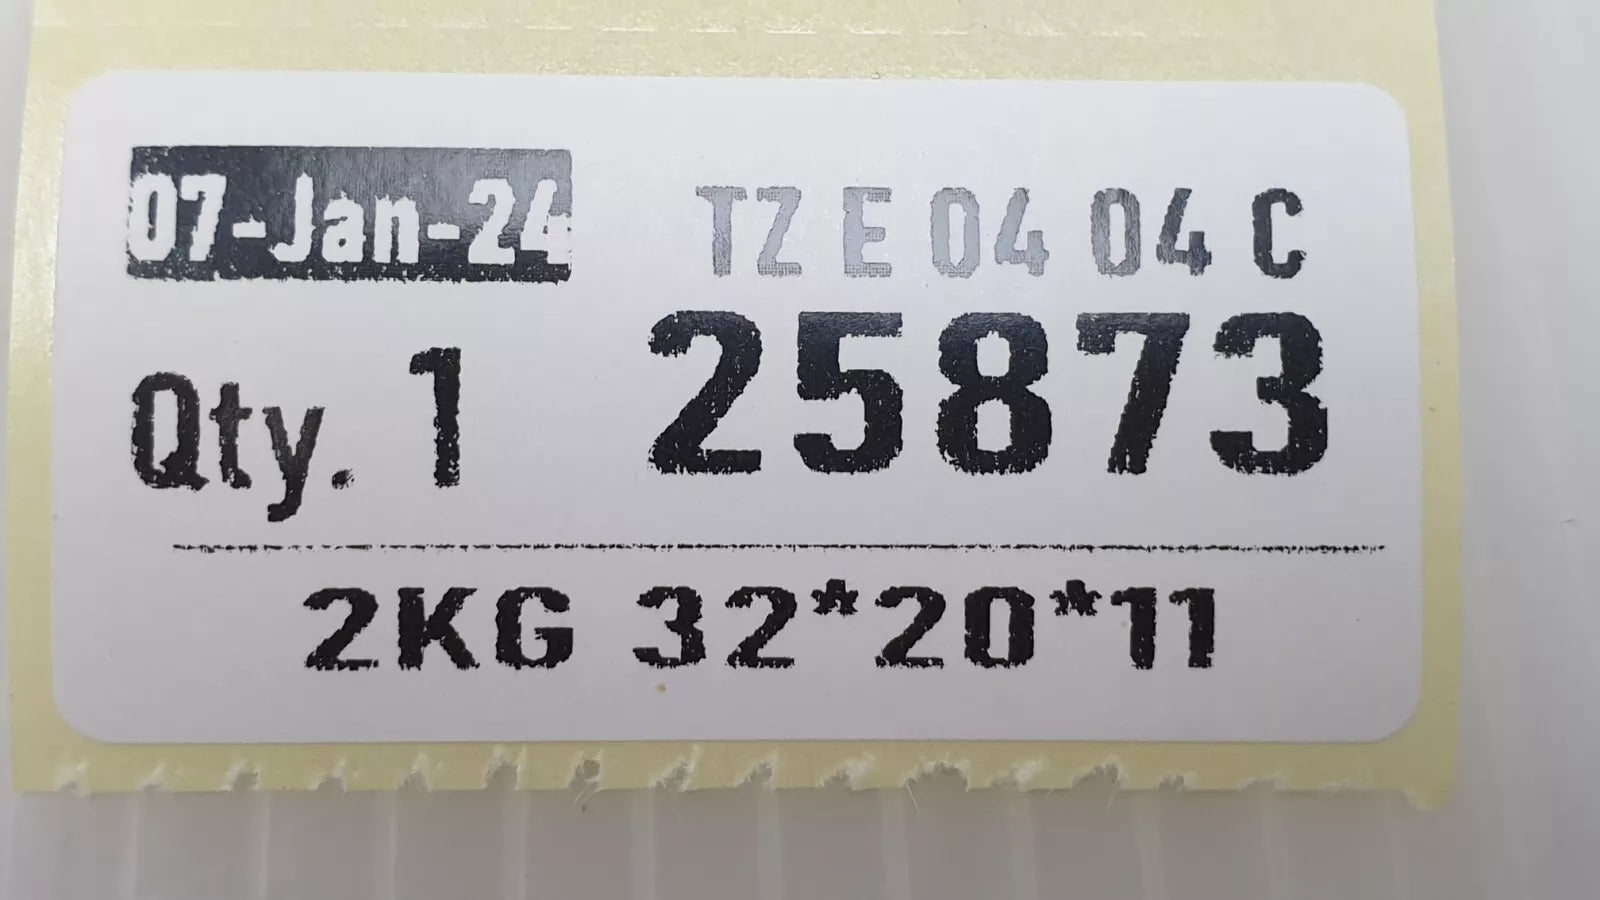 07-Jan-24 TZ E 04 04 C
Qty. 1 25873
2KG 32*20*11